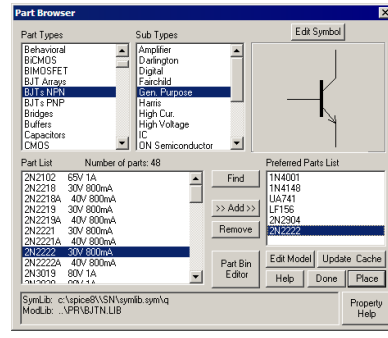 Part Browser
Part Types
Sub Types
Edit Symbol
Behavioral
BiCMOS
BIMOSFET
BJT Arrays
BJTs NPN
BJTs PNP
Bridges
Buffers
Capacitors
CMOS
Amplifier
Darlington
Digital
Fairchild
Gen. Purpose
Harris
High Cur.
High Voltage
IC
ON Semiconductor
Part List Number of parts: 48
Preferred Parts List
2N2102 65V 1A
2N2218 30V 800mA
2N2218A 40V 800mA
2N2219 30V 800mA
2N2219A 40V 800mA
2N2221 30V 800mA
2N2221A 40V 800mA
2N2222 30V 800mA
2N2222A 40V 800mA
2N3019 80V 1A
Find
>> Add >>
Remove
Part Bin
Editor
1N4001
1N4148
UA741
LF156
2N2904
2N2222
Edit Model
Update Cache
Help
Done
Place
SymLib: c:\spice8\\SN\symlib.sym\q
ModLib: ..\PR\BJTN.LIB
Property
Help